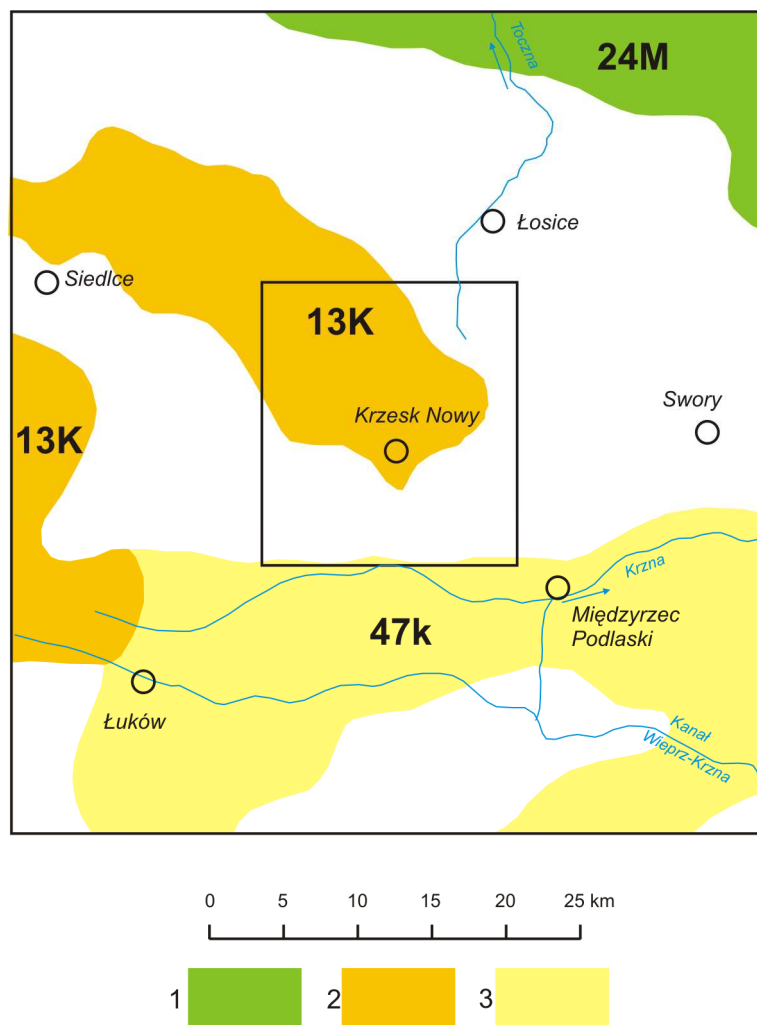 Toczna
24M
Łosice
Siedlce
13K
Krzesk Nowy
Swory
13K
Krzna
47k
Międzyrzec
Podlaski
Łuków
Kanał
Wieprz-Krzna
0 5 10 15 20 25 km
1 2 3